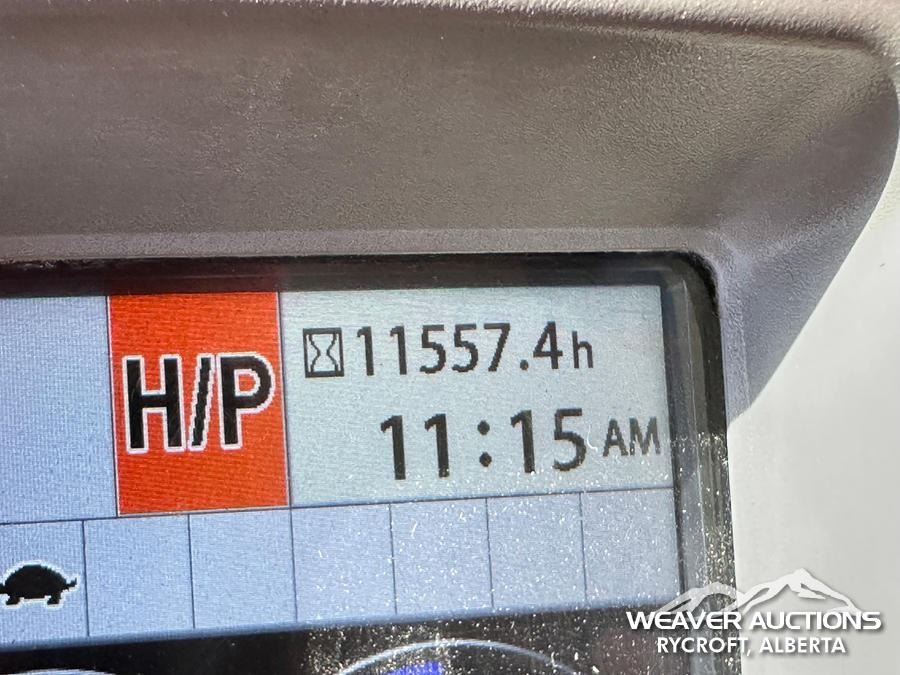 H/P
11557.4h
11:15 AM
WEAVER AUCTIONS
RYCROFT, ALBERTA